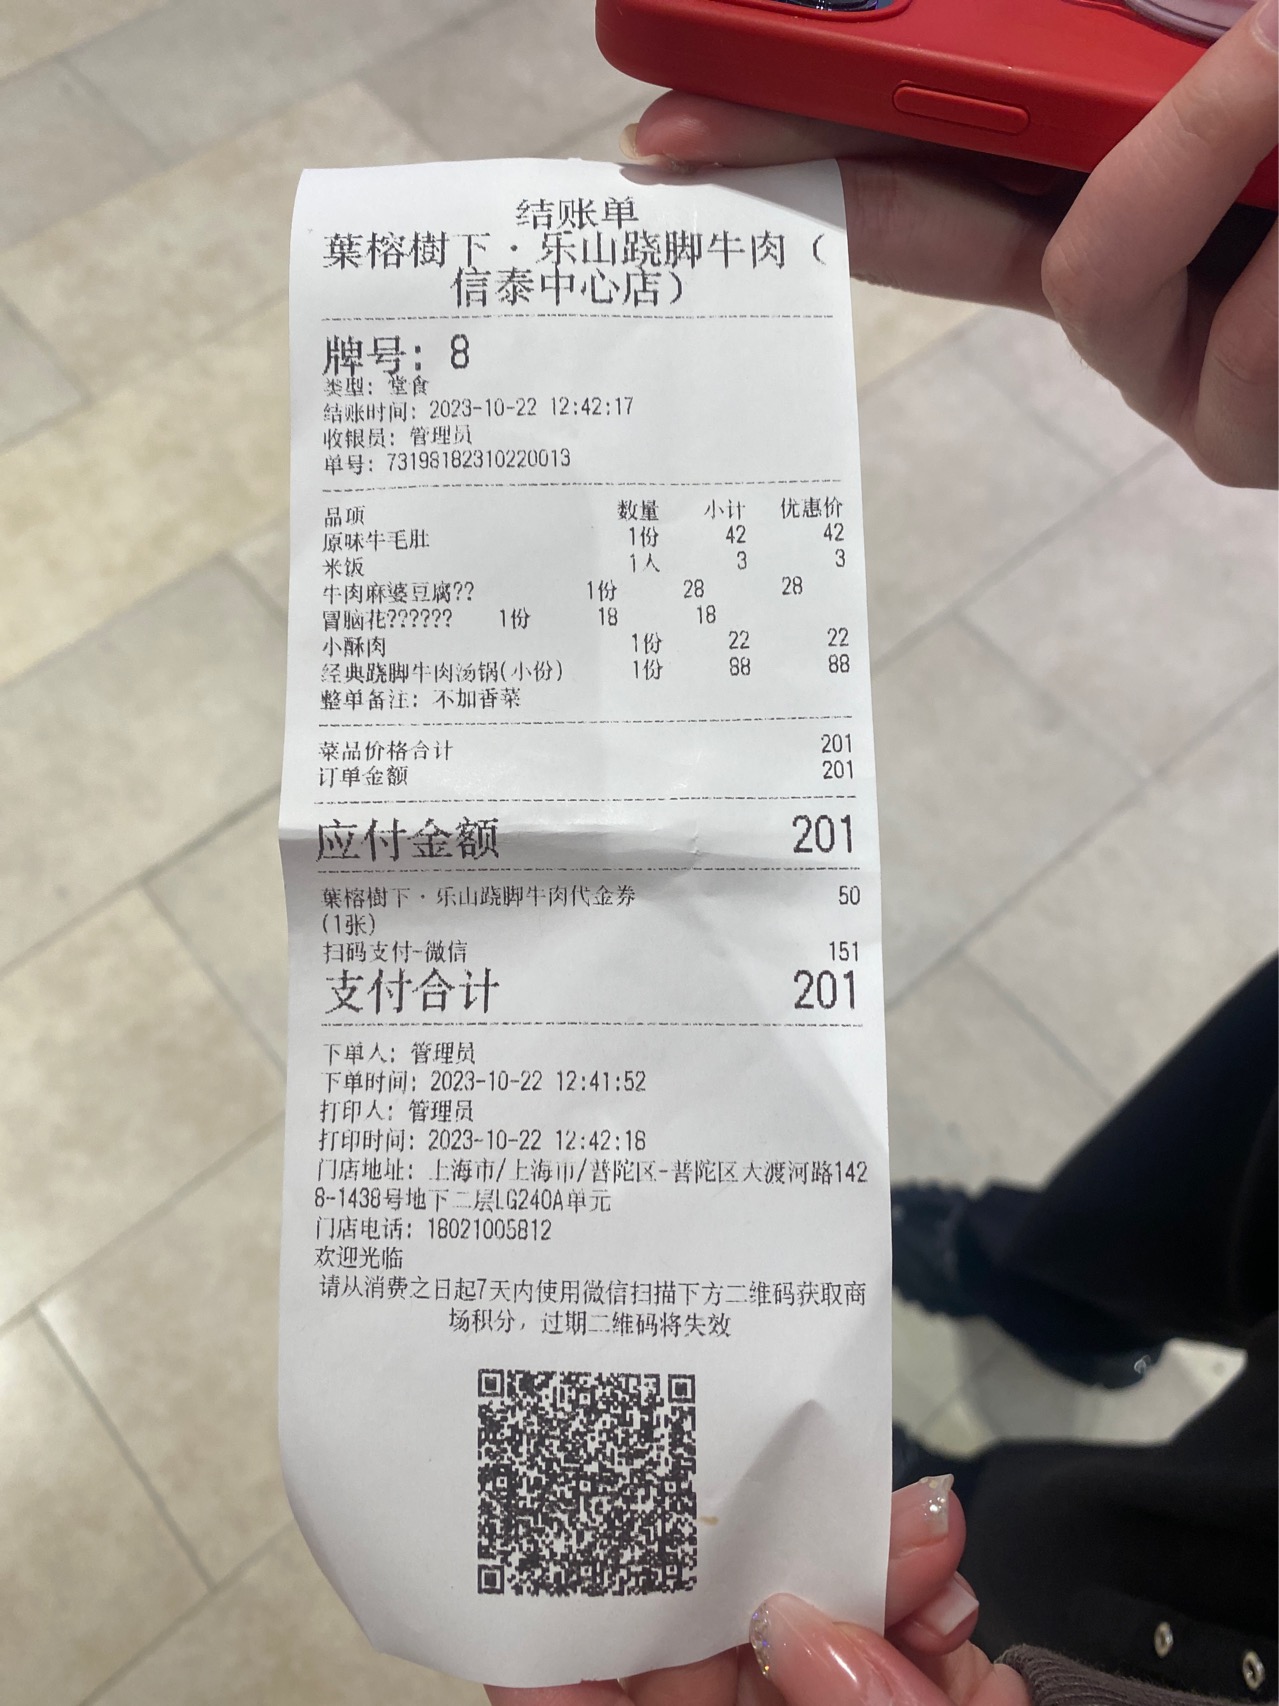 结账单
葉榕樹下·乐山跷脚牛肉（
信泰中心店）
牌号: 8
类型: 堂食
结账时间: 2023-10-22 12:42:17
收银员: 管理员
单号: 73198182310220013
品项 数量 小计 优惠价
原味牛毛肚 1份 42 42
米饭 1人 3 3
牛肉麻婆豆腐?? 1份 28 28
冒脑花?????? 1份 18 18
小酥肉 1份 22 22
经典跷脚牛肉汤锅(小份) 1份 88 88
整单备注: 不加香菜
菜品价格合计 201
订单金额 201
应付金额 201
葉榕樹下·乐山跷脚牛肉代金券 50
(1张)
扫码支付-微信 151
支付合计 201
下单人: 管理员
下单时间: 2023-10-22 12:41:52
打印人: 管理员
打印时间: 2023-10-22 12:42:18
门店地址: 上海市/上海市/普陀区-普陀区大渡河路142
8-1438号地下二层LG240A单元
门店电话: 18021005812
欢迎光临
请从消费之日起7天内使用微信扫描下方二维码获取商
场积分，过期二维码将失效